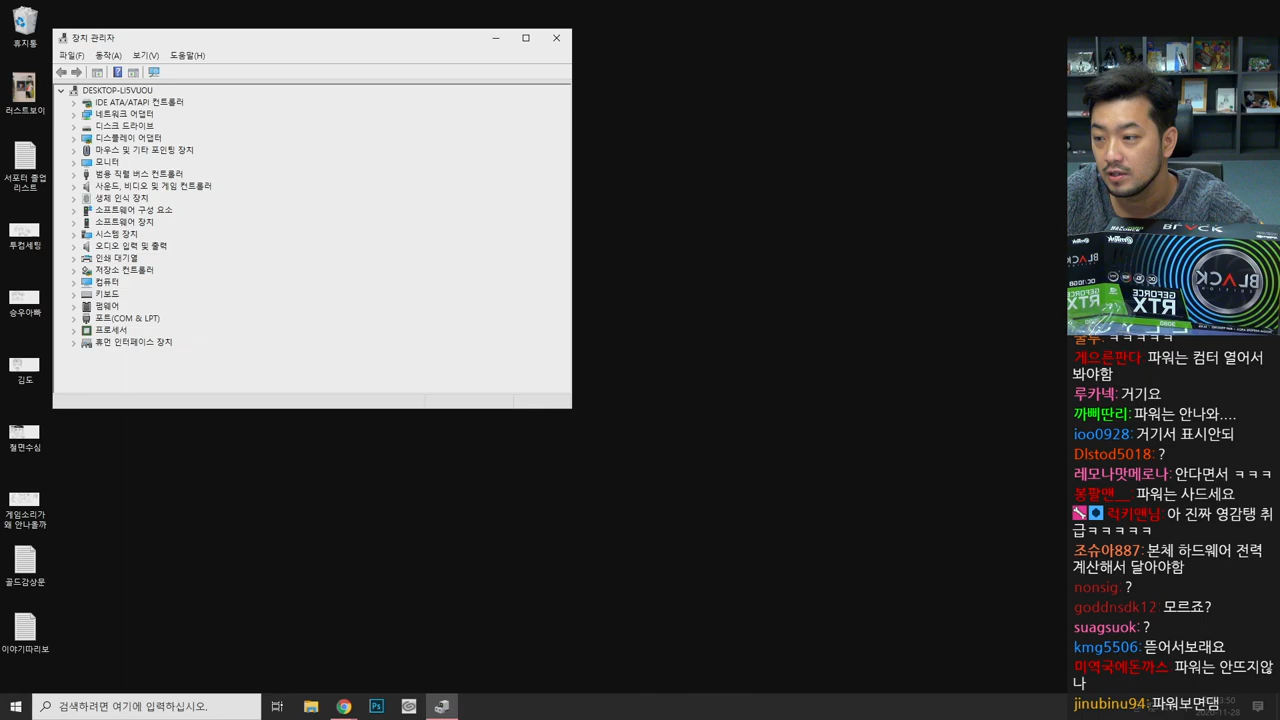 휴지통
러스트보이
서포터 졸업
리스트
투컴세팅
승우아빠
김도
철면수심
게임소리가
왜 안나올까
골드감상문
이야기따리보
장치 관리자
파일(F) 동작(A) 보기(V) 도움말(H)
DESKTOP-LI5VUOU
IDE ATA/ATAPI 컨트롤러
네트워크 어댑터
디스크 드라이브
디스플레이 어댑터
마우스 및 기타 포인팅 장치
모니터
범용 직렬 버스 컨트롤러
사운드, 비디오 및 게임 컨트롤러
생체 인식 장치
소프트웨어 구성 요소
소프트웨어 장치
시스템 장치
오디오 입력 및 출력
인쇄 대기열
저장소 컨트롤러
컴퓨터
키보드
펌웨어
포트(COM & LPT)
프로세서
휴먼 인터페이스 장치
BLACK
BLACK
EDITION
GEFORCE
RTX
3080
GEFORCE
RTX
ㅋㅋㅋㅋㅋ
게으른판다 파워는 컴터 열어서
봐야함
루카넥: 거기요
까삐딴리: 파워는 안나와....
ioo0928: 거기서 표시안되
Dlstod5018: ?
레모나맛메로나: 안다면서 ㅋㅋㅋ
봉팔맨__: 파워는 사드세요
럭키맨님: 아 진짜 영감탱 취
급ㅋㅋㅋㅋㅋ
조슈아887: 본체 하드웨어 전력
계산해서 달아야함
nonsig: ?
goddnsdk12: 모르죠?
suagsuok: ?
kmg5506: 뜯어서보래요
미역국에돈까스: 파워는 안뜨지않
나
jinubinu94: 파워보면댐
검색하려면 여기에 입력하십시오.
2020-11-28